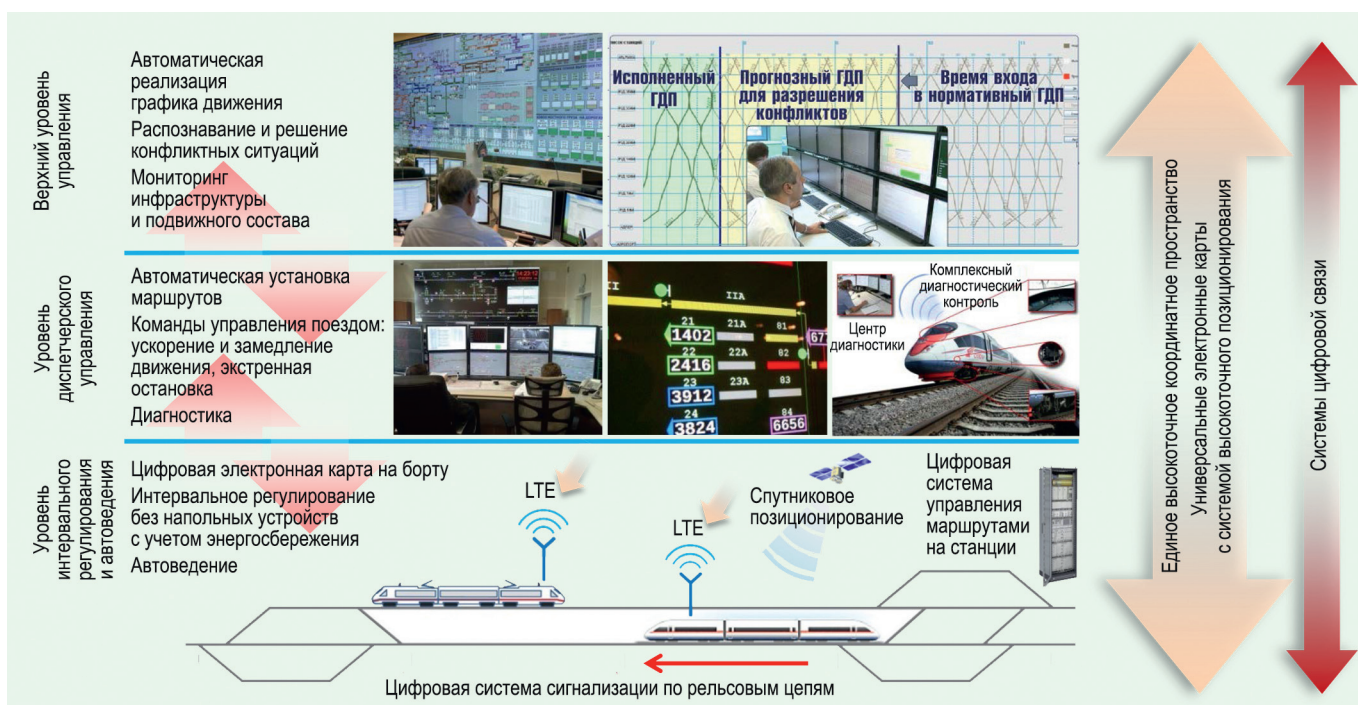 Верхний уровень
управления
Автоматическая
реализация
графика движения
Распознавание и решение
конфликтных ситуаций
Мониторинг
инфраструктуры
и подвижного состава
Исполненный
ГДП
Прогнозный ГДП
для разрешения
конфликтов
Время входа
в нормативный ГДП
Уровень
диспетчерского
управления
Автоматическая установка
маршрутов
Команды управления поездом:
ускорение и замедление
движения, экстренная
остановка
Диагностика
18:23:12
II
IIA
21
1402
21A
81
22
2416
22A
82
23
3912
23A
83
24
3824
84
6656
Комплексный
диагностический
контроль
Центр
диагностики
Уровень
интервального
регулирования
и автоведения
Цифровая электронная карта на борту
Интервальное регулирование
без напольных устройств
с учетом энергосбережения
Автоведение
LTE
LTE
Спутниковое
позиционирование
Цифровая
система
управления
маршрутами
на станции
Цифровая система сигнализации по рельсовым цепям
Единое высокоточное координатное пространство
Универсальные электронные карты
с системой высокоточного позиционирования
Системы цифровой связи